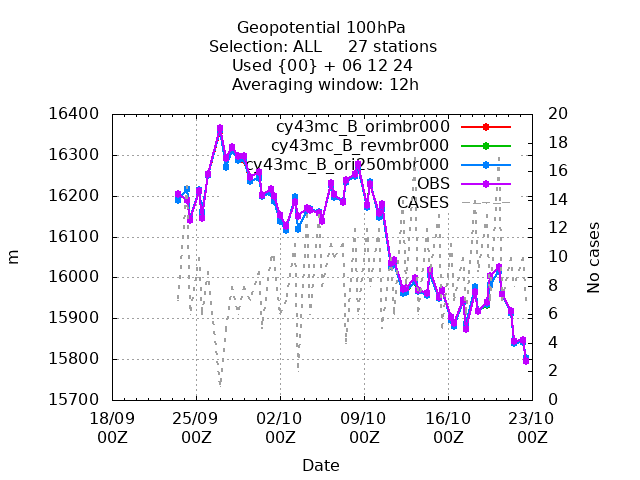 Geopotential 100hPa
Selection: ALL     27 stations
Used {00} + 06 12 24
Averaging window: 12h
16400
16300
16200
16100
16000
15900
15800
15700
m
20
18
16
14
12
10
8
6
4
2
0
No cases
cy43mc_B_orimbr000
cy43mc_B_revmbr000
cy43mc_B_ori250mbr000
OBS
CASES
18/09 25/09 02/10 09/10 16/10 23/10
00Z 00Z 00Z 00Z 00Z 00Z
Date